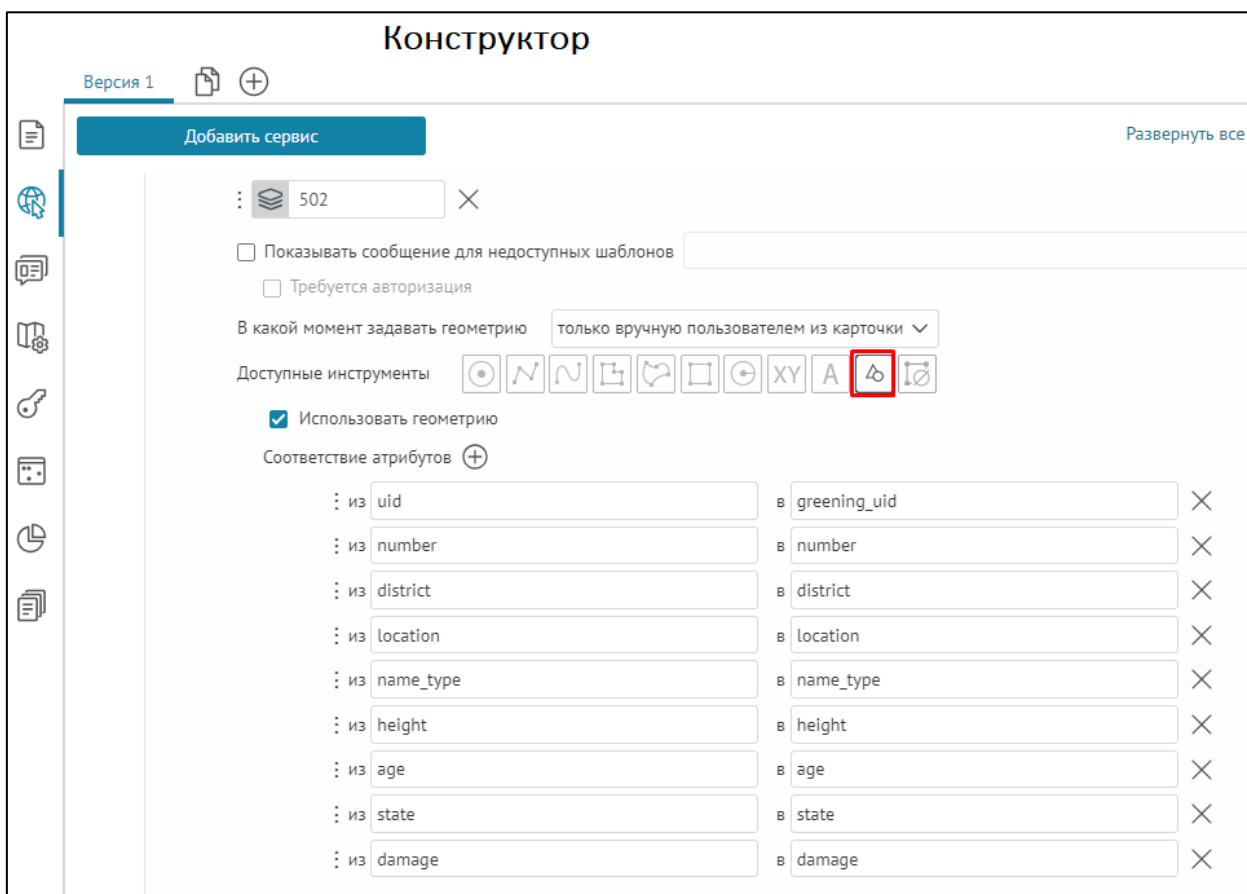 Конструктор
Версия 1
Добавить сервис
Развернуть все
502
Показывать сообщение для недоступных шаблонов
Требуется авторизация
В какой момент задавать геометрию только вручную пользователем из карточки
Доступные инструменты XY A
Использовать геометрию
Соответствие атрибутов
из uid в greening_uid
из number в number
из district в district
из location в location
из name_type в name_type
из height в height
из age в age
из state в state
из damage в damage